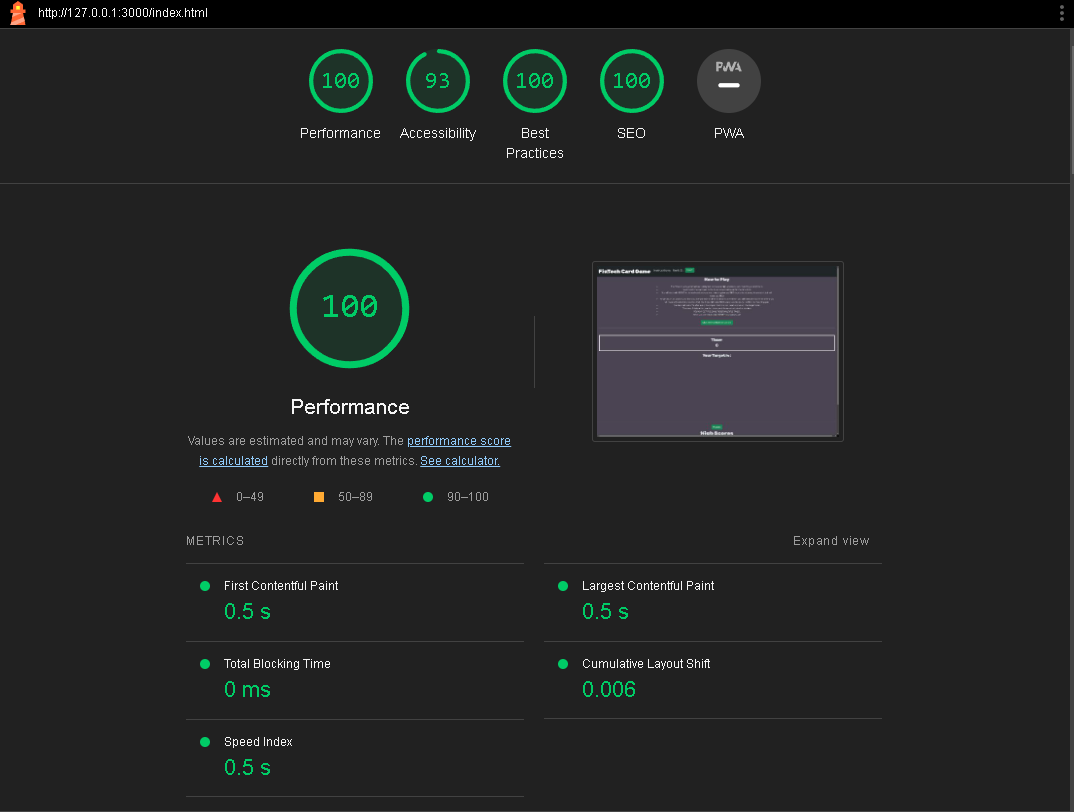 http://127.0.0.1:3000/index.html
100
93
100
100
PWA
Performance
Accessibility
Best
Practices
SEO
PWA
100
Performance
Values are estimated and may vary. The performance score
is calculated directly from these metrics. See calculator.
0–49
50–89
90–100
FinTech Card Game
How to Play
Time:
0
Your Targets:
High Scores
METRICS
Expand view
First Contentful Paint
0.5 s
Largest Contentful Paint
0.5 s
Total Blocking Time
0 ms
Cumulative Layout Shift
0.006
Speed Index
0.5 s